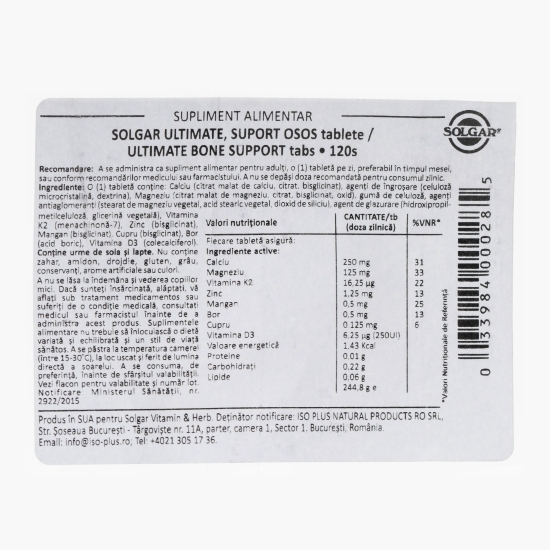 SUPLIMENT ALIMENTAR
SOLGAR ULTIMATE, SUPORT OSOS tablete /
ULTIMATE BONE SUPPORT tabs • 120s
SOLGAR®
Recomandare: A se administra ca supliment alimentar pentru adulți, o (1) tabletă pe zi, preferabil în timpul mesei,
sau conform recomandărilor medicului sau farmacistului. A nu se depăși doza recomandată pentru consumul zilnic.
Ingrediente: O (1) tabletă conține: Calciu (citrat malat de calciu, citrat, bisglicinat), agenți de îngroșare (celuloză
microcristalină, dextrina), Magneziu (citrat malat de magneziu, citrat, bisglicinat, oxid), gumă de celuloză, agenți
antiaglomeranți (stearat de magneziu vegetal, acid stearic vegetal, dioxid de siliciu), agent de glazurare (hidroxipropil-
metilceluloză, glicerină vegetală), Vitamina
K2 (menachinonă-7), Zinc (bisglicinat),
Mangan (bisglicinat), Cupru (bisglicinat), Bor
(acid boric), Vitamina D3 (colecalciferol).
Conține urme de soia și lapte. Nu conține
zahar, amidon, drojdie, gluten, grâu,
conservanți, arome artificiale sau culori.
A nu se lăsa la îndemâna și vederea copiilor
mici. Dacă sunteți însărcinată, alăptați, vă
aflați sub tratament medicamentos sau
suferiți de o condiție medicală, consultați
medicul sau farmacistul înainte de a
administra acest produs. Suplimentele
alimentare nu trebuie să înlocuiască o dietă
variată și echilibrată și un stil de viață
sănătos. A se păstra la temperatura camerei
(între 15-30°C), la loc uscat și ferit de lumina
directă a soarelui. A se consuma, de
preferință, înainte de sfârșitul valabilității.
Vezi flacon pentru valabilitate și număr lot.
Notificare Ministerul Sănătății, nr.
2922/2015
Valori nutriționale CANTITATE/tb (doza zilnică) %VNR*
Fiecare tabletă asigură:
Ingrediente active:
Calciu 250 mg 31
Magneziu 125 mg 33
Vitamina K2 16,25 µg 22
Zinc 1,25 mg 13
Mangan 0,5 mg 25
Bor 0,5 mg 13
Cupru 0 125 mg 6
Vitamina D3 6,25 µg (250UI)
Valoare energetică 1,43 Kcal
Proteine 0.01 g
Carbohidrați 0.22 g
Lipide 0.06 g
244,8 g e
*Valori Nutriționale de Referință
0 33984 00028 5
Produs în SUA pentru Solgar Vitamin & Herb. Deținător notificare: ISO PLUS NATURAL PRODUCTS RO SRL,
Str. Șoseaua București - Târgoviște nr. 11A, parter, camera 1, Sector 1. București, România.
Email: info@iso-plus.ro; Tel: +4021 305 17 36.